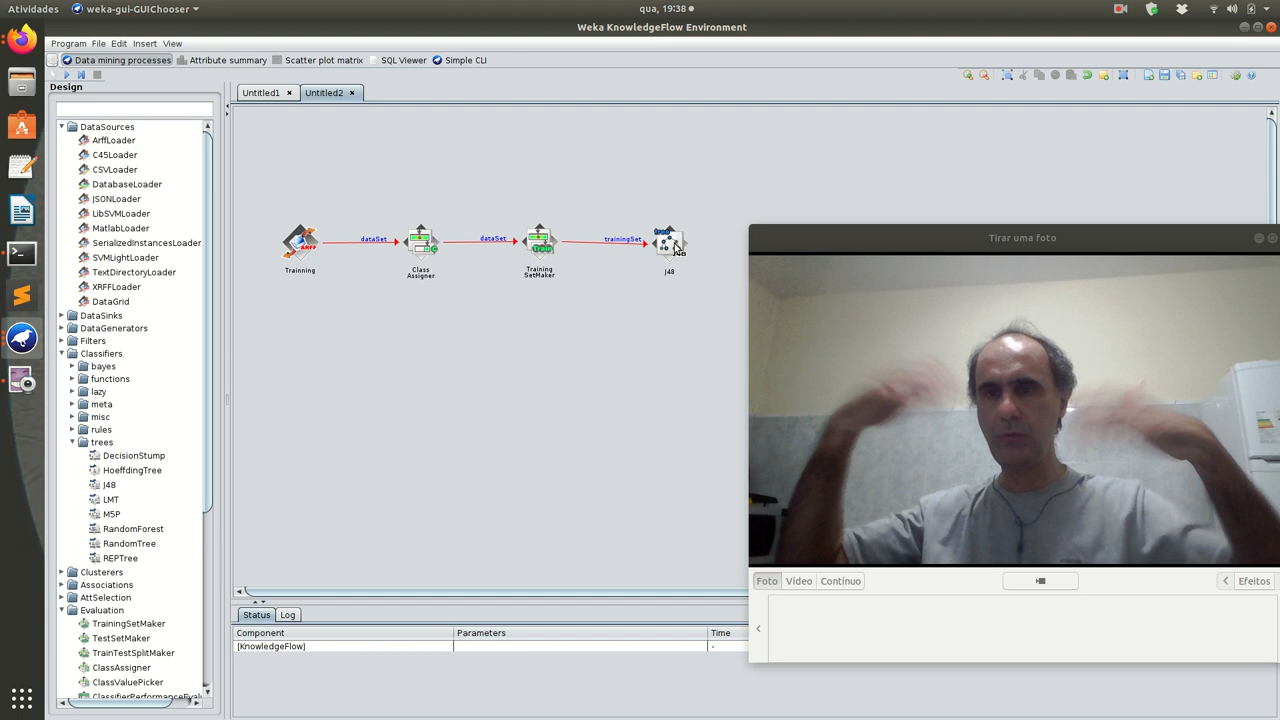 Atividades
weka-gui-GUIChooser
qua, 19:38
Weka KnowledgeFlow Environment
Program File Edit Insert View
Data mining processes
Attribute summary
Scatter plot matrix
SQL Viewer
Simple CLI
Design
Untitled1
Untitled2
DataSources
ArffLoader
C45Loader
CSVLoader
DatabaseLoader
JSONLoader
LibSVMLoader
MatlabLoader
SerializedInstancesLoader
SVMLightLoader
TextDirectoryLoader
XRFFLoader
DataGrid
DataSinks
DataGenerators
Filters
Classifiers
bayes
functions
lazy
meta
misc
rules
trees
DecisionStump
HoeffdingTree
J48
LMT
M5P
RandomForest
RandomTree
REPTree
Clusterers
Associations
AttSelection
Evaluation
TrainingSetMaker
TestSetMaker
TrainTestSplitMaker
ClassAssigner
ClassValuePicker
ARFF
Trainning
dataSet
C
Class
Assigner
dataSet
Train
Training
SetMaker
trainingSet
J48
J48
Tirar uma foto
Foto
Vídeo
Contínuo
Efeitos
Status
Log
Component
Parameters
Time
[KnowledgeFlow]
-